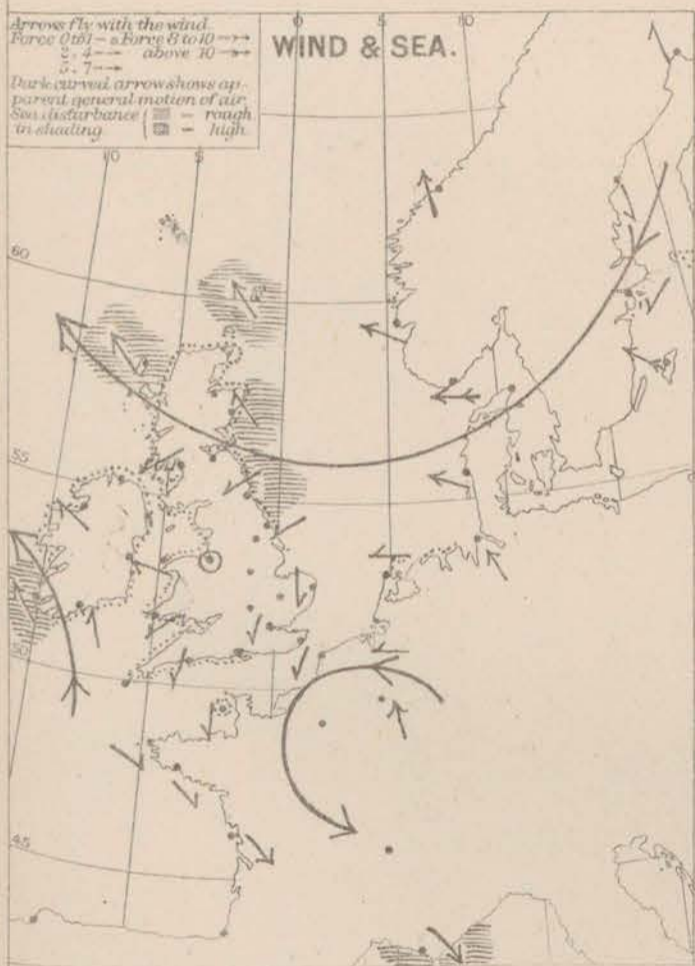 Arrows fly with the wind.
Force 0 to 1 Force 8 to 10
2, 4 above 10
5, 7
Dark curved arrow shows ap-
parent general motion of air
Sea disturbance { - rough
in shading - high
WIND & SEA.
0 10
10 5
60
55
50
45